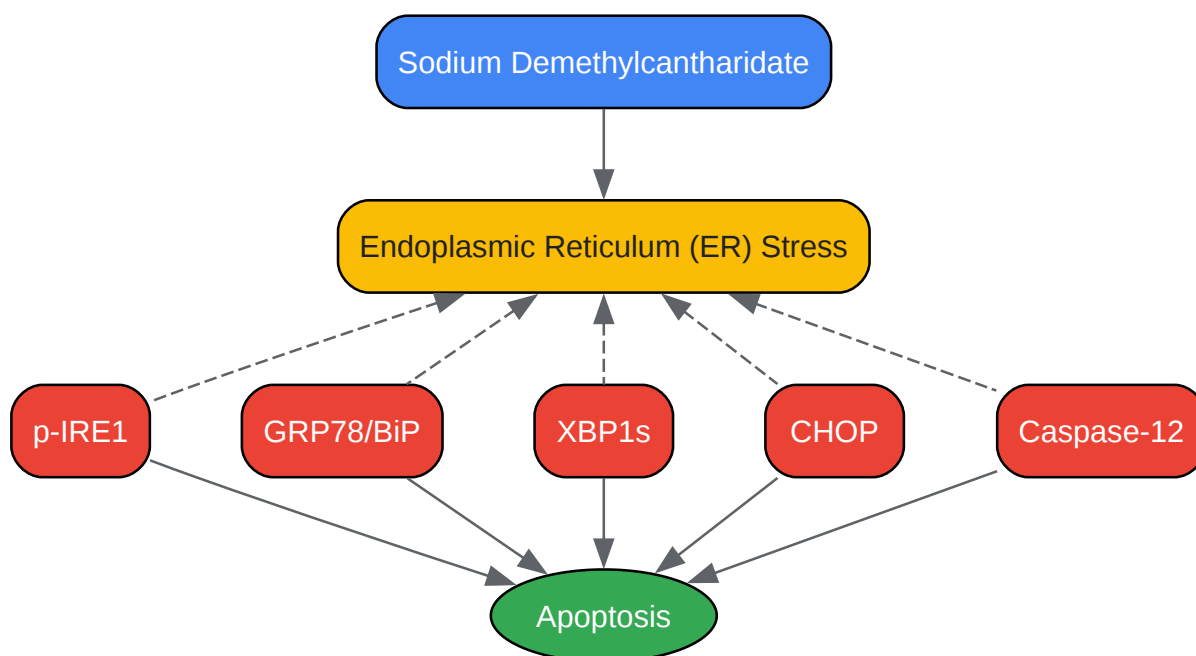 Sodium Demethylcantharidate
Endoplasmic Reticulum (ER) Stress
p-IRE1
GRP78/BiP
XBP1s
CHOP
Caspase-12
Apoptosis